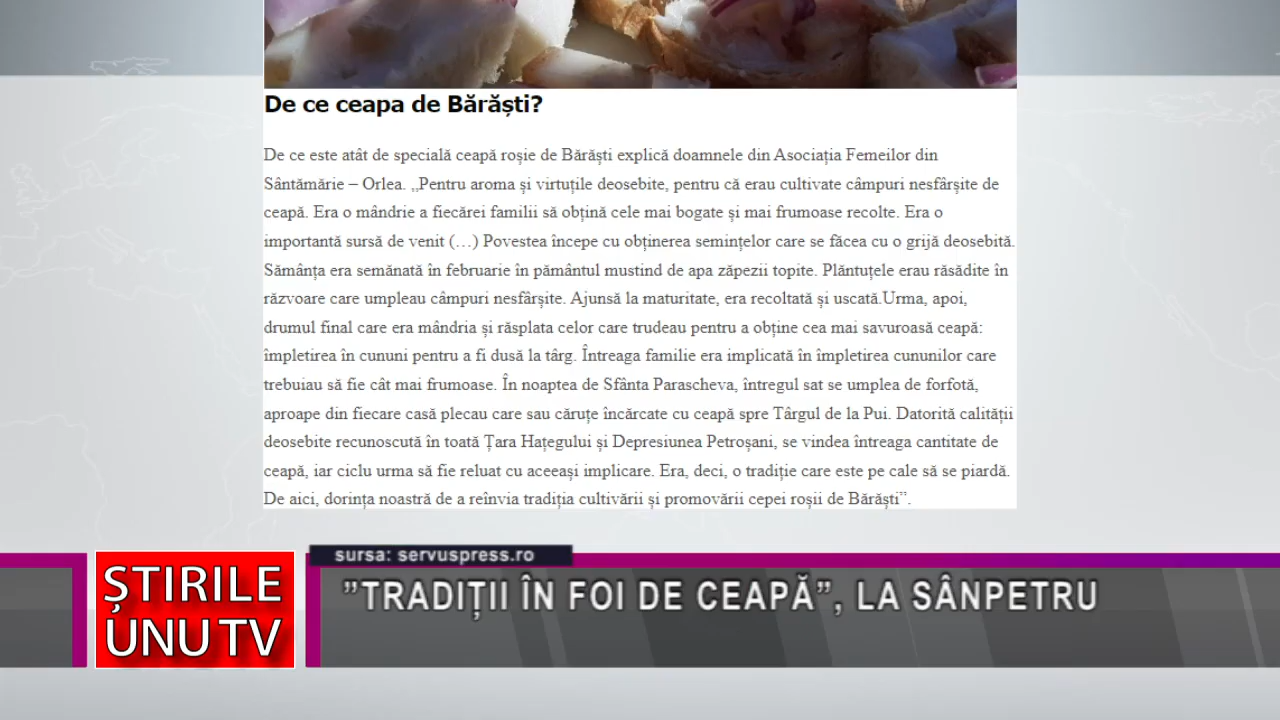 De ce ceapa de Bărăști?
De ce este atât de specială ceapă roșie de Bărăști explică doamnele din Asociația Femeilor din
Sântămărie – Orlea. „Pentru aroma și virtuțile deosebite, pentru că erau cultivate câmpuri nesfârșite de
ceapă. Era o mândrie a fiecărei familii să obțină cele mai bogate și mai frumoase recolte. Era o
importantă sursă de venit (…) Povestea începe cu obținerea semințelor care se făcea cu o grijă deosebită.
Sămânța era semănată în februarie în pământul mustind de apa zăpezii topite. Plăntuțele erau răsădite în
răzvoare care umpleau câmpuri nesfârșite. Ajunsă la maturitate, era recoltată și uscată.Urma, apoi,
drumul final care era mândria și răsplata celor care trudeau pentru a obține cea mai savuroasă ceapă:
împletirea în cununi pentru a fi dusă la târg. Întreaga familie era implicată în împletirea cununilor care
trebuiau să fie cât mai frumoase. În noaptea de Sfânta Parascheva, întregul sat se umplea de forfotă,
aproape din fiecare casă plecau care sau căruțe încărcate cu ceapă spre Târgul de la Pui. Datorită calității
deosebite recunoscută în toată Țara Hațegului și Depresiunea Petroșani, se vindea întreaga cantitate de
ceapă, iar ciclu urma să fie reluat cu aceeași implicare. Era, deci, o tradiție care este pe cale să se piardă.
De aici, dorința noastră de a reînvia tradiția cultivării și promovării cepei roșii de Bărăști”.
sursa: servuspress.ro
ȘTIRILE
UNU TV
”TRADIȚII ÎN FOI DE CEAPĂ”, LA SÂNPETRU